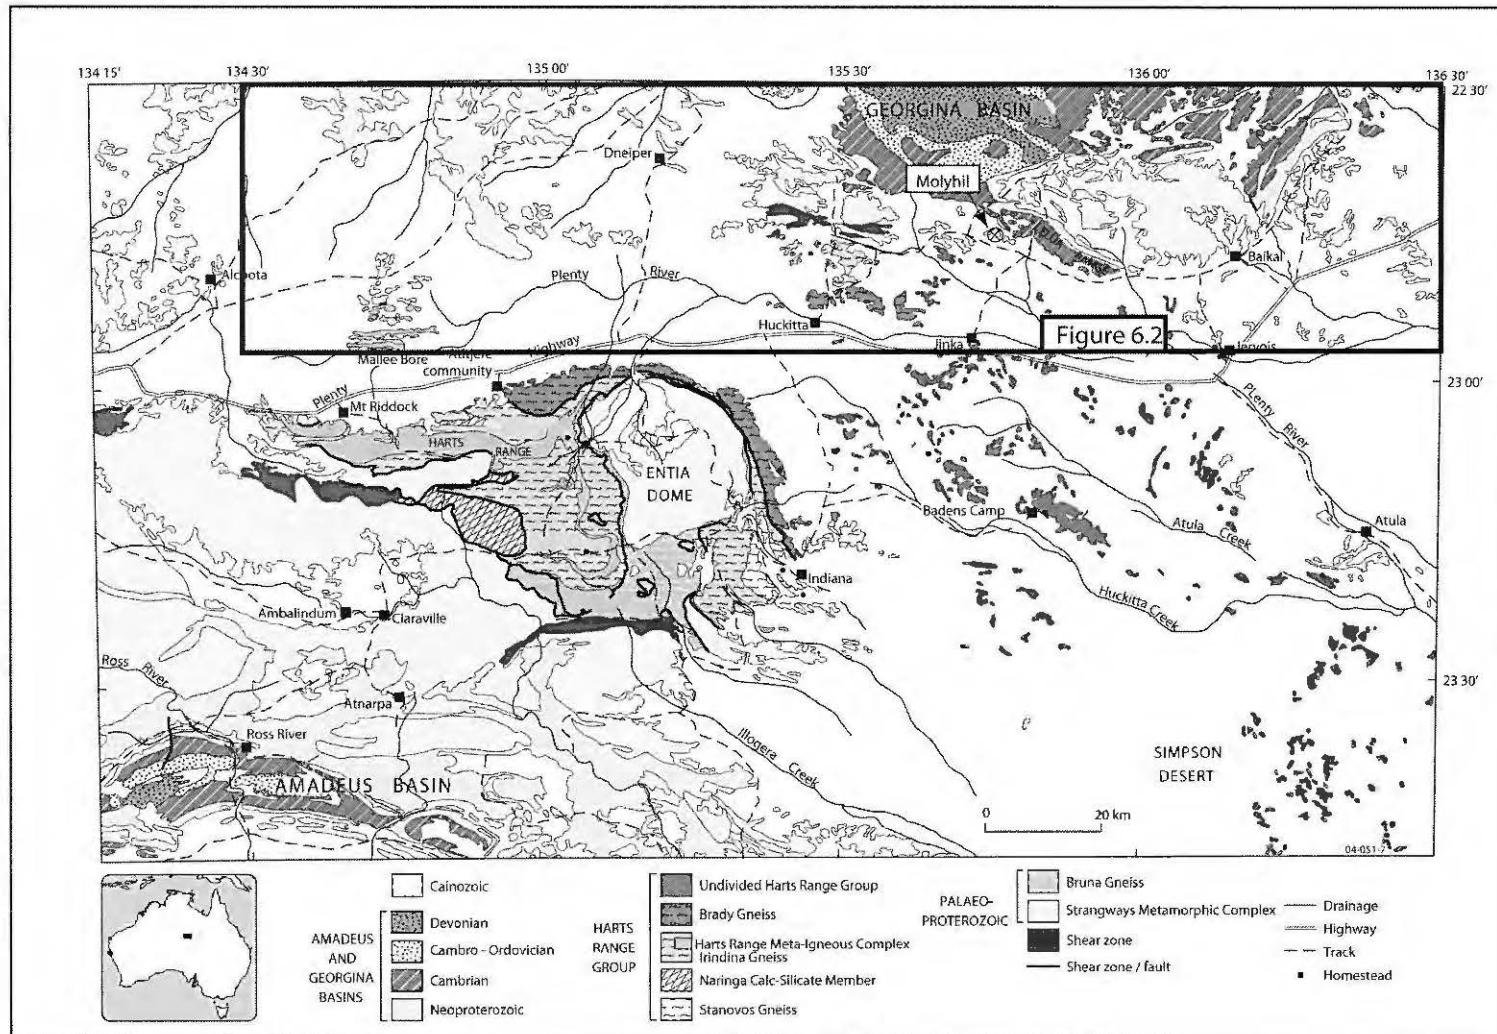 134 15'
134 30'
135 00'
135 30'
136 00'
136 30'
22 30'
GEORGINA BASIN
Dneiper
Molyhil
Alcoota
Plenty
River
Baikal
Huckitta
Figure 6.2
Jinka
Jervois
Highway
Mallee Bore
community
23 00'
Plenty
Mt Riddock
Plenty
River
HARTS
RANGE
ENTIA
DOME
Badens Camp
Atula
Creek
Atula
Indiana
Huckitta Creek
Ambalindum
Claraville
Ross
River
Atnarpa
23 30'
Ross River
Illogera
Creek
SIMPSON
DESERT
AMADEUS BASIN
0
20 km
04-051-7
AMADEUS
AND
GEORGINA
BASINS
Cainozoic
Devonian
Cambro - Ordovician
Cambrian
Neoproterozoic
HARTS
RANGE
GROUP
Undivided Harts Range Group
Brady Gneiss
Harts Range Meta-Igneous Complex
Irindina Gneiss
Naringa Calc-Silicate Member
Stanovos Gneiss
PALAEO-
PROTEROZOIC
Bruna Gneiss
Strangways Metamorphic Complex
Shear zone
Shear zone / fault
Drainage
Highway
Track
Homestead